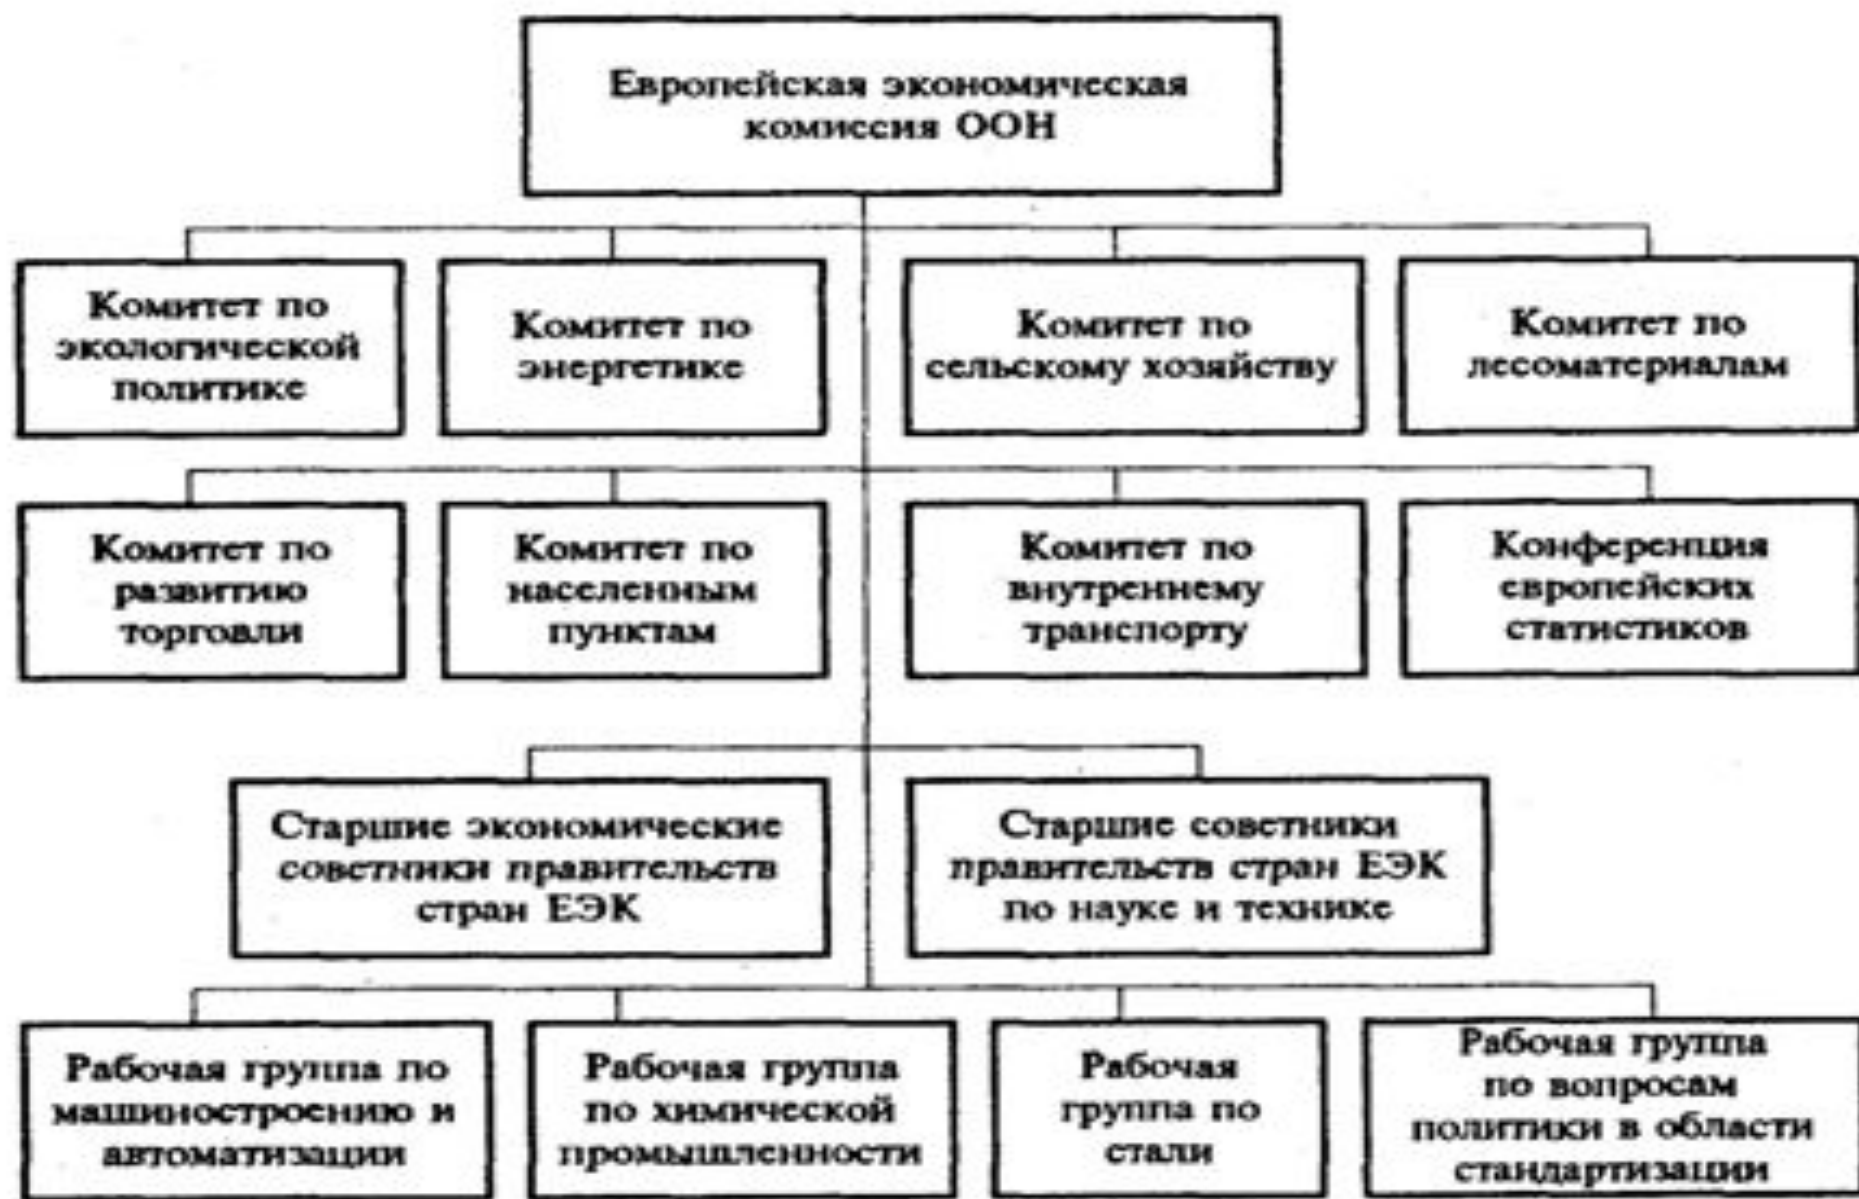 Европейская экономическая
комиссия ООН
Комитет по
экологической
политике
Комитет по
энергетике
Комитет по
сельскому хозяйству
Комитет по
лесоматериалам
Комитет по
развитию
торговли
Комитет по
населенным
пунктам
Комитет по
внутреннему
транспорту
Конференция
европейских
статистиков
Старшие экономические
советники правительств
стран ЕЭК
Старшие советники
правительств стран ЕЭК
по науке и технике
Рабочая группа по
машиностроению и
автоматизации
Рабочая группа
по химической
промышленности
Рабочая
группа по
стали
Рабочая группа
по вопросам
политики в области
стандартизации